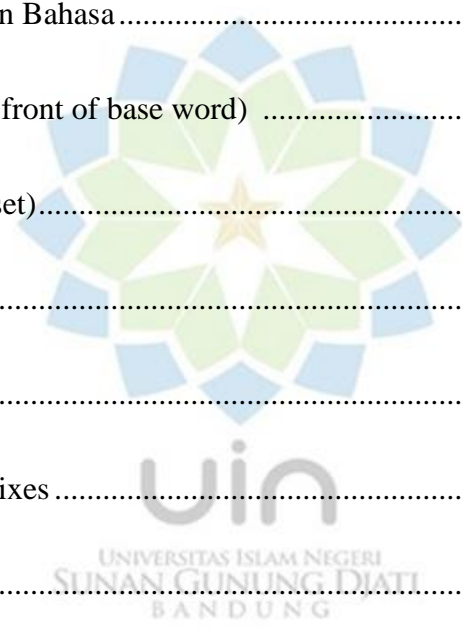 n Bahasa ..................................................
front of base word) ..............................
set) ......................................................
..............................................................
..............................................................
ixes ......................................................
uin
UNIVERSITAS ISLAM NEGERI
SUNAN GUNUNG DJATI
..............................................................
BANDUNG